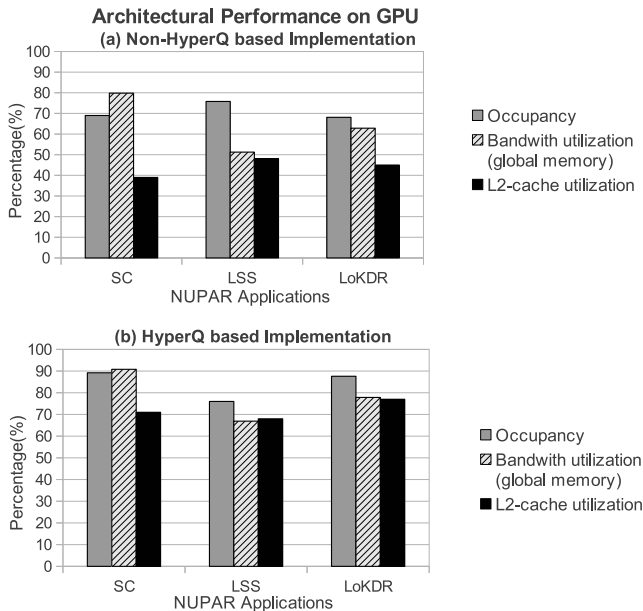 Architectural Performance on GPU
(a) Non-HyperQ based Implementation
100
90
80
70
60
50
40
30
20
10
0
Percentage(%)
SC LSS LoKDR
NUPAR Applications
Occupancy
Bandwith utilization
(global memory)
L2-cache utilization
(b) HyperQ based Implementation
100
90
80
70
60
50
40
30
20
10
0
Percentage(%)
SC LSS LoKDR
NUPAR Applications
Occupancy
Bandwith utilization
(global memory)
L2-cache utilization